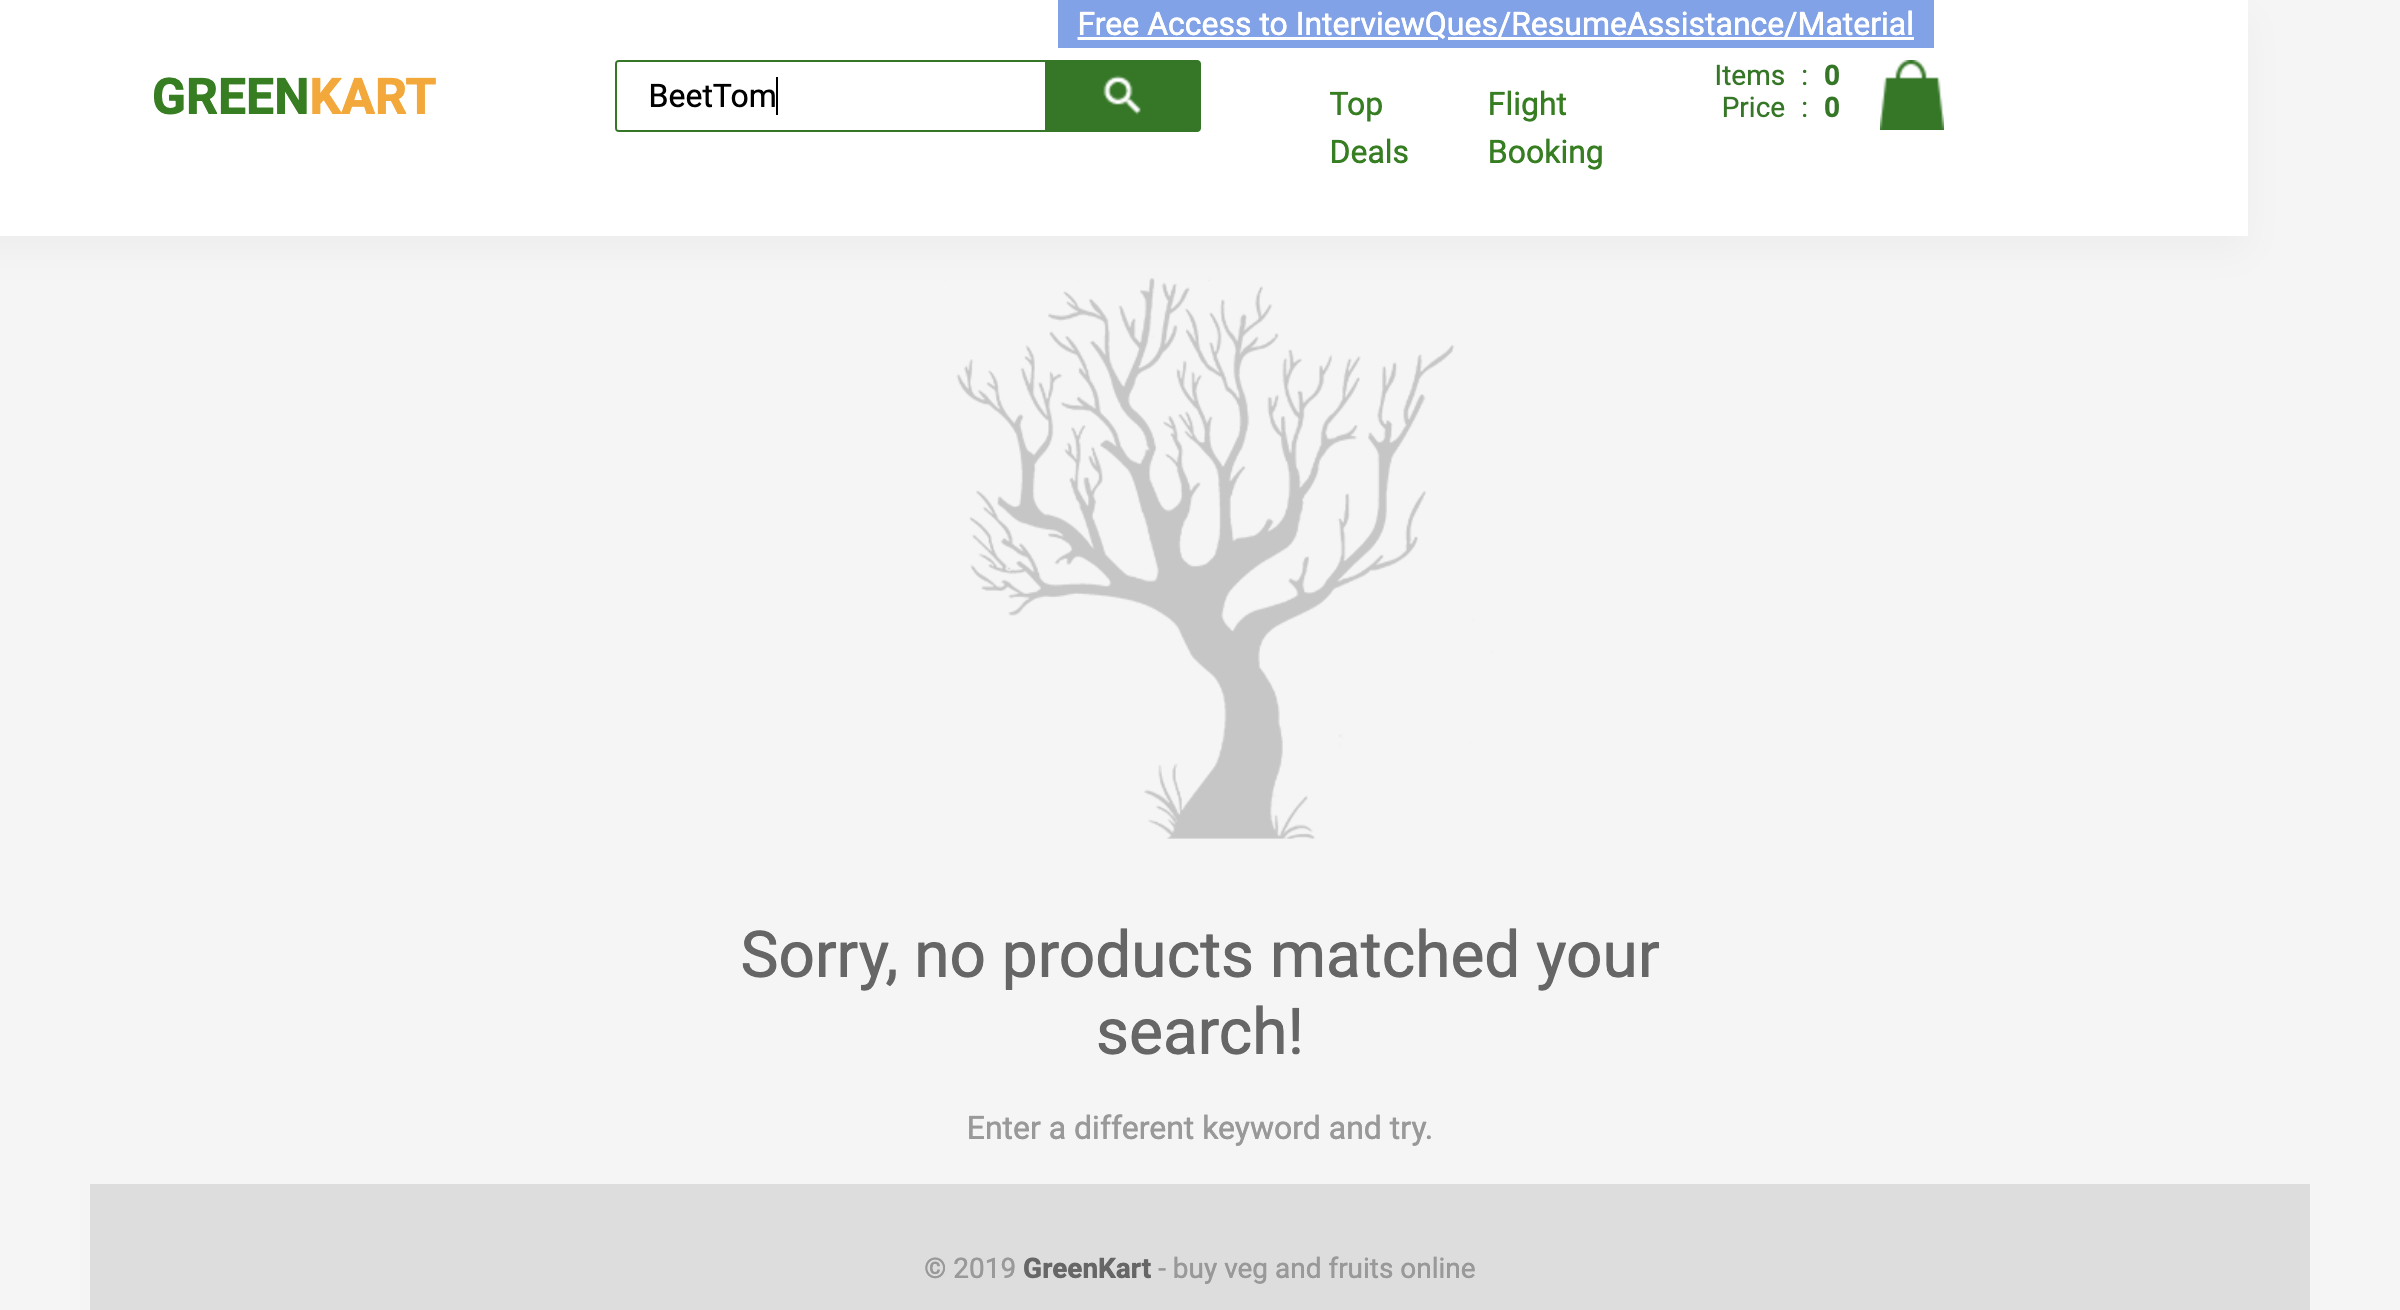 Free Access to InterviewQues/ResumeAssistance/Material
GREENKART
BeetTom
Top
Deals
Flight
Booking
Items : 0
Price : 0
Sorry, no products matched your
search!
Enter a different keyword and try.
© 2019 GreenKart - buy veg and fruits online